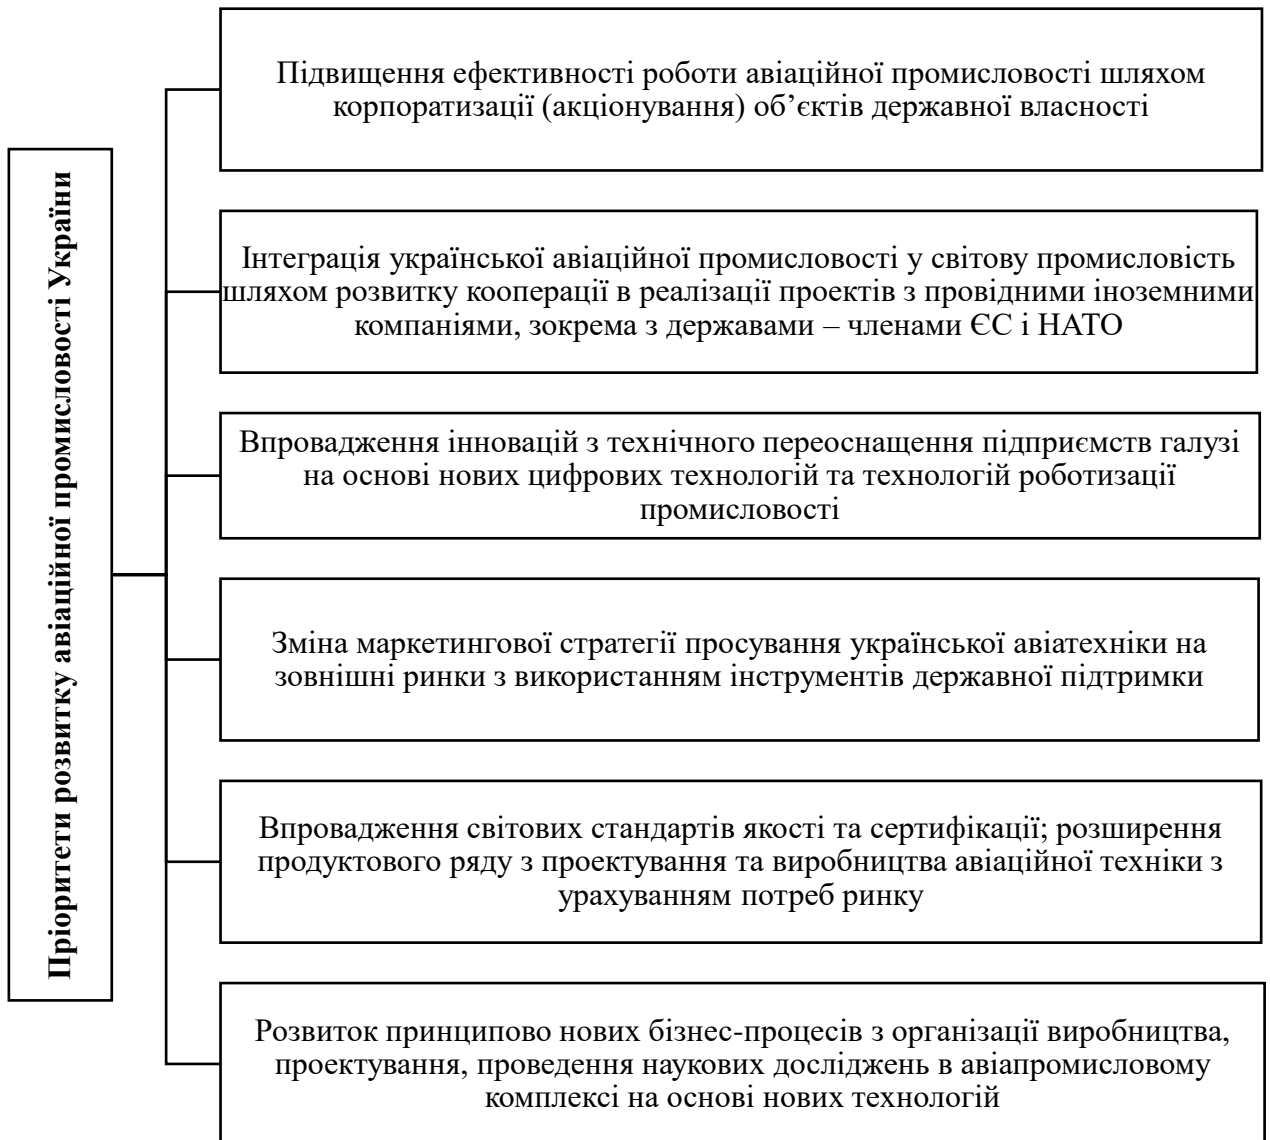 Пріоритети розвитку авіаційної промисловості України
Підвищення ефективності роботи авіаційної промисловості шляхом
корпоратизації (акціонування) об’єктів державної власності
Інтеграція української авіаційної промисловості у світову промисловість
шляхом розвитку кооперації в реалізації проектів з провідними іноземними
компаніями, зокрема з державами – членами ЄС і НАТО
Впровадження інновацій з технічного переоснащення підприємств галузі
на основі нових цифрових технологій та технологій роботизації
промисловості
Зміна маркетингової стратегії просування української авіатехніки на
зовнішні ринки з використанням інструментів державної підтримки
Впровадження світових стандартів якості та сертифікації; розширення
продуктового ряду з проектування та виробництва авіаційної техніки з
урахуванням потреб ринку
Розвиток принципово нових бізнес-процесів з організації виробництва,
проектування, проведення наукових досліджень в авіапромисловому
комплексі на основі нових технологій